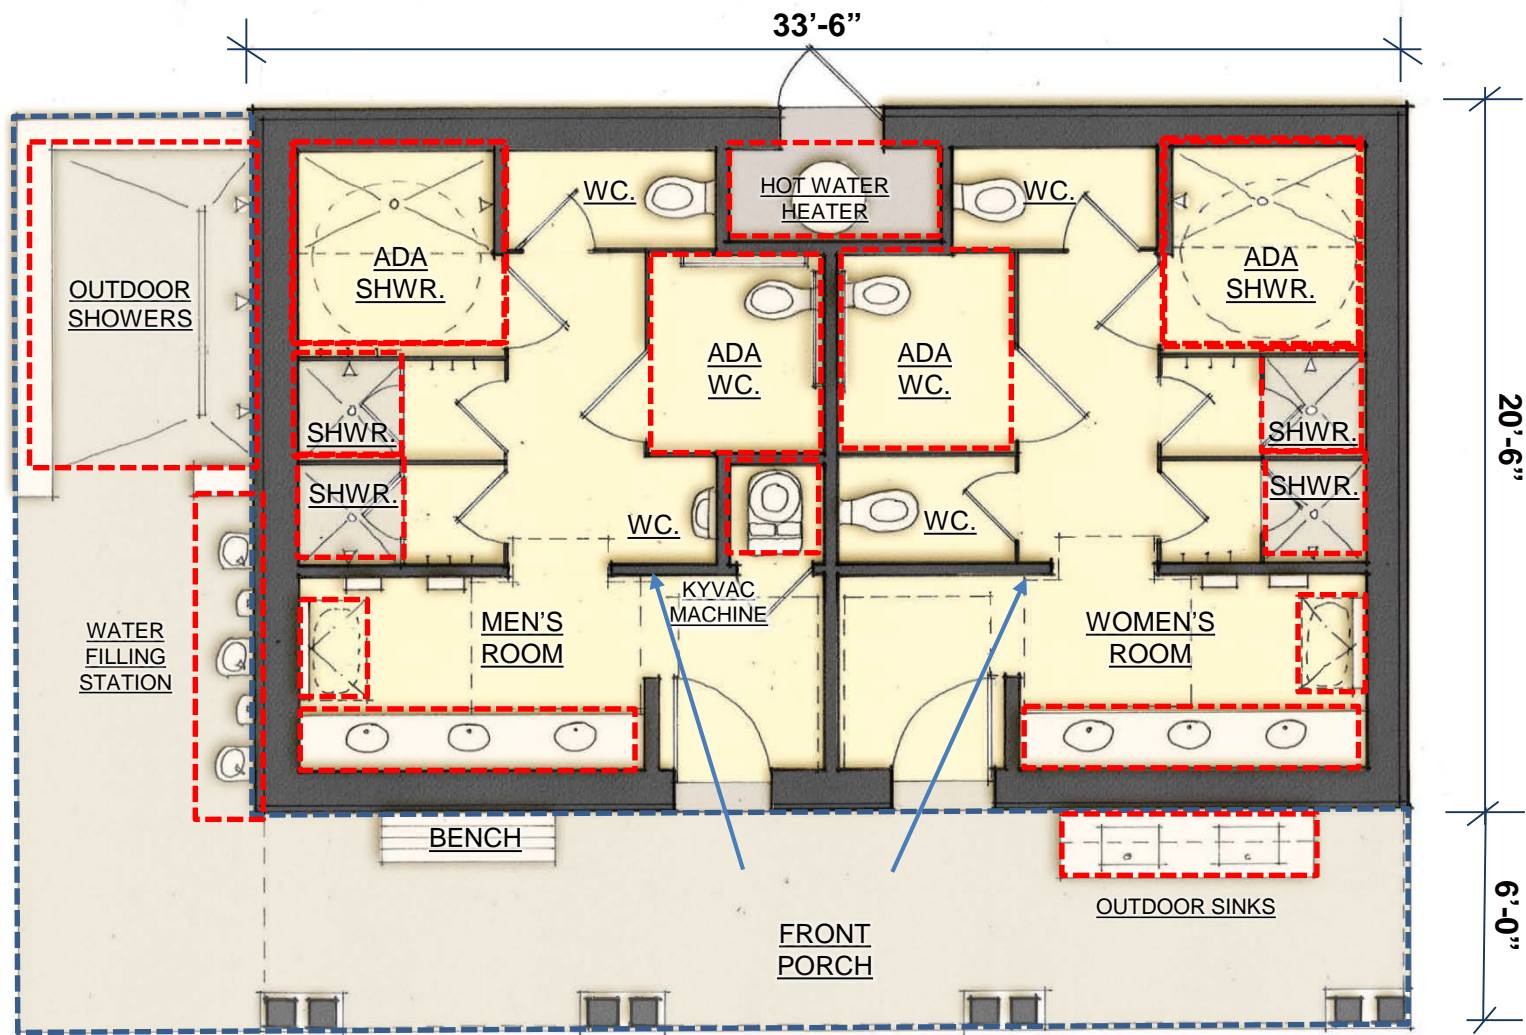 33’-6”
WC.
HOT WATER
HEATER
WC.
ADA
SHWR.
ADA
SHWR.
OUTDOOR
SHOWERS
ADA
WC.
ADA
WC.
20’-6”
SHWR.
SHWR.
SHWR.
SHWR.
WC.
WC.
KYVAC
MACHINE
MEN’S
ROOM
WOMEN’S
ROOM
WATER
FILLING
STATION
BENCH
OUTDOOR SINKS
6’-0”
FRONT
PORCH